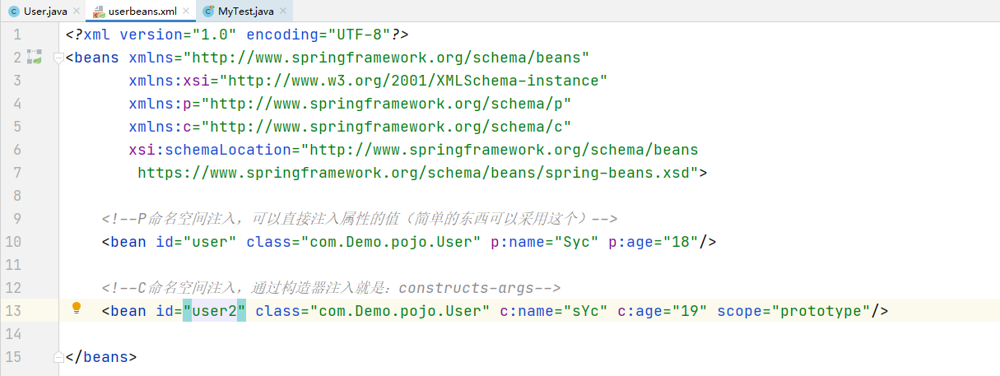 User.java userbeans.xml MyTest.java
1 <?xml version="1.0" encoding="UTF-8"?>
2 <beans xmlns="http://www.springframework.org/schema/beans"
3 xmlns:xsi="http://www.w3.org/2001/XMLSchema-instance"
4 xmlns:p="http://www.springframework.org/schema/p"
5 xmlns:c="http://www.springframework.org/schema/c"
6 xsi:schemaLocation="http://www.springframework.org/schema/beans
7 https://www.springframework.org/schema/beans/spring-beans.xsd">
8
9 <!--P命名空间注入，可以直接注入属性的值（简单的东西可以采用这个）-->
10 <bean id="user" class="com.Demo.pojo.User" p:name="Syc" p:age="18"/>
11
12 <!--C命名空间注入，通过构造器注入就是：constructs-args-->
13 <bean id="user2" class="com.Demo.pojo.User" c:name="sYc" c:age="19" scope="prototype"/>
14
15 </beans>